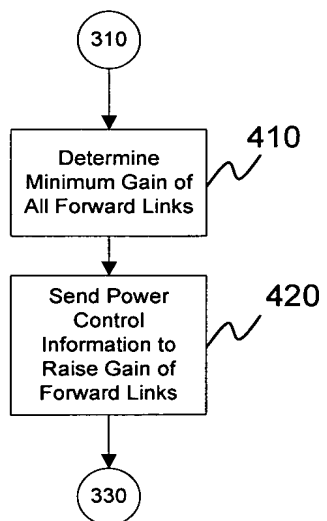 310
Determine
Minimum Gain of
All Forward Links
410
Send Power
Control
Information to
Raise Gain of
Forward Links
420
330